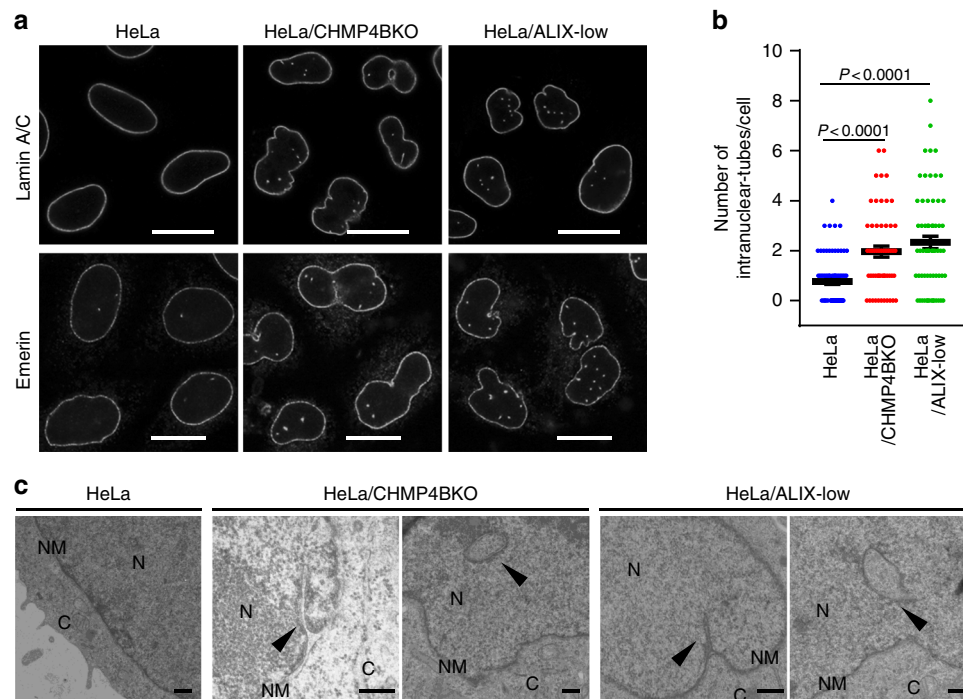 a
HeLa
HeLa/CHMP4BKO
HeLa/ALIX-low
Lamin A/C
Emerin
b
Number of
intranuclear-tubes/cell
10
8
6
4
2
0
P < 0.0001
P < 0.0001
HeLa
HeLa
/CHMP4BKO
HeLa
/ALIX-low
c
HeLa
HeLa/CHMP4BKO
HeLa/ALIX-low
NM
N
C
N
NM
C
N
NM
C
N
NM
C
N
NM
C